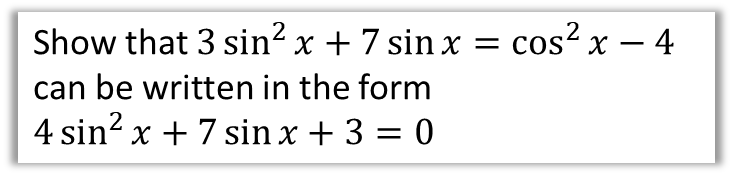 Show that 3 sin² x + 7 sin x = cos² x − 4
can be written in the form
4 sin² x + 7 sin x + 3 = 0